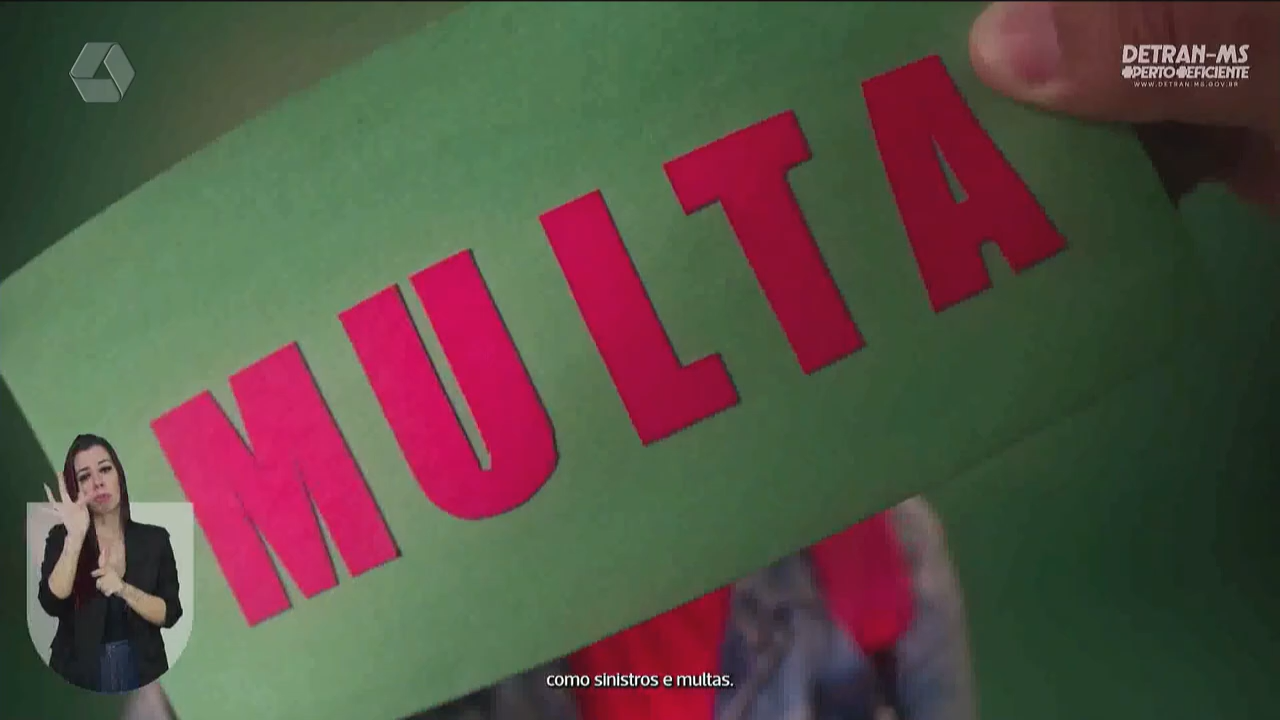 DETRAN-MS
#PERTO#EFICIENTE
WWW.DETRAN.MS.GOV.BR
MULTA
como sinistros e multas.